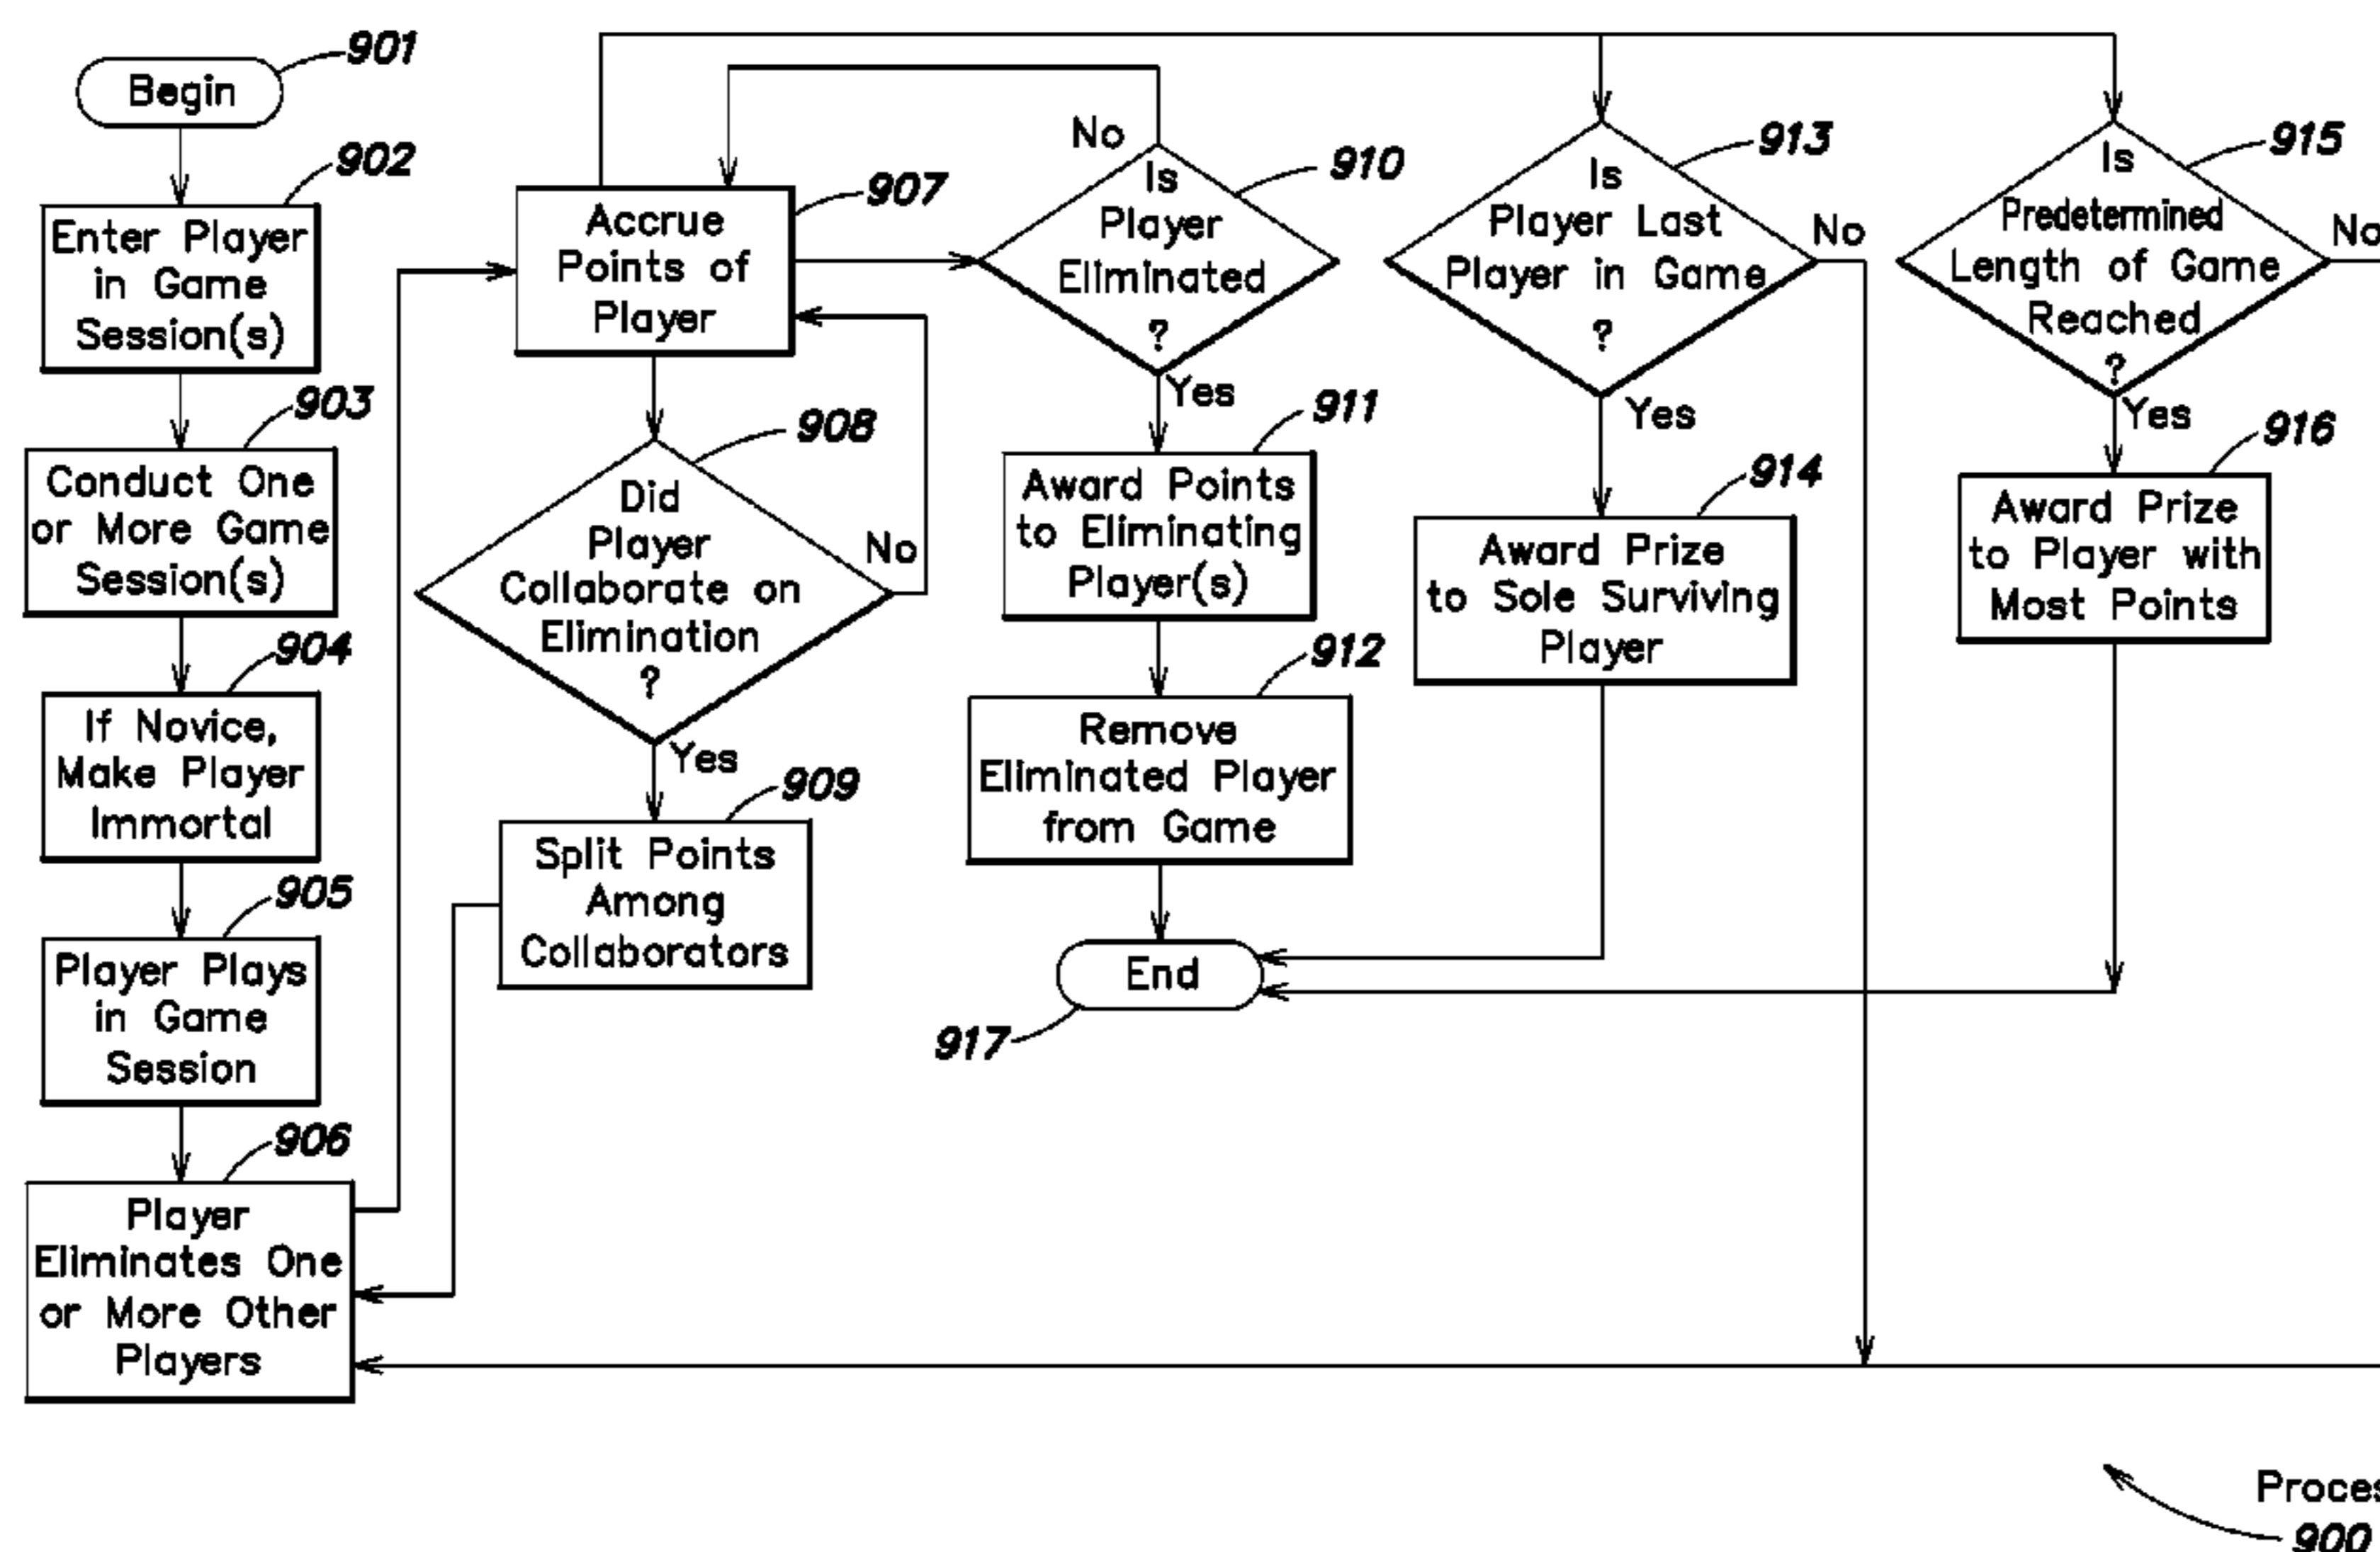 901
Begin
902
Enter Player
in Game
Session(s)
903
Conduct One
or More Game
Session(s)
904
If Novice,
Make Player
Immortal
905
Player Plays
in Game
Session
906
Player
Eliminates One
or More Other
Players
907
Accrue
Points of
Player
908
Did
Player
Collaborate on
Elimination
?
No
Yes
909
Split Points
Among
Collaborators
910
No
Is
Player
Eliminated
?
Yes
911
Award Points
to Eliminating
Player(s)
912
Remove
Eliminated Player
from Game
End
917
913
Is
Player Last
Player in Game
?
No
Yes
914
Award Prize
to Sole Surviving
Player
915
Is
Predetermined
Length of Game
Reached
?
No
Yes
916
Award Prize
to Player with
Most Points
Proces
900